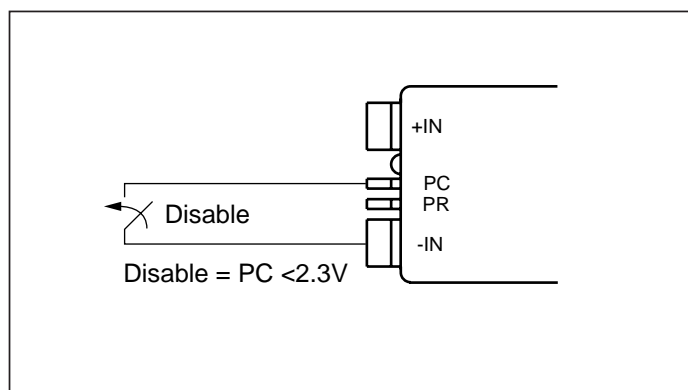 +IN
PC
PR
Disable
-IN
Disable = PC <2.3V